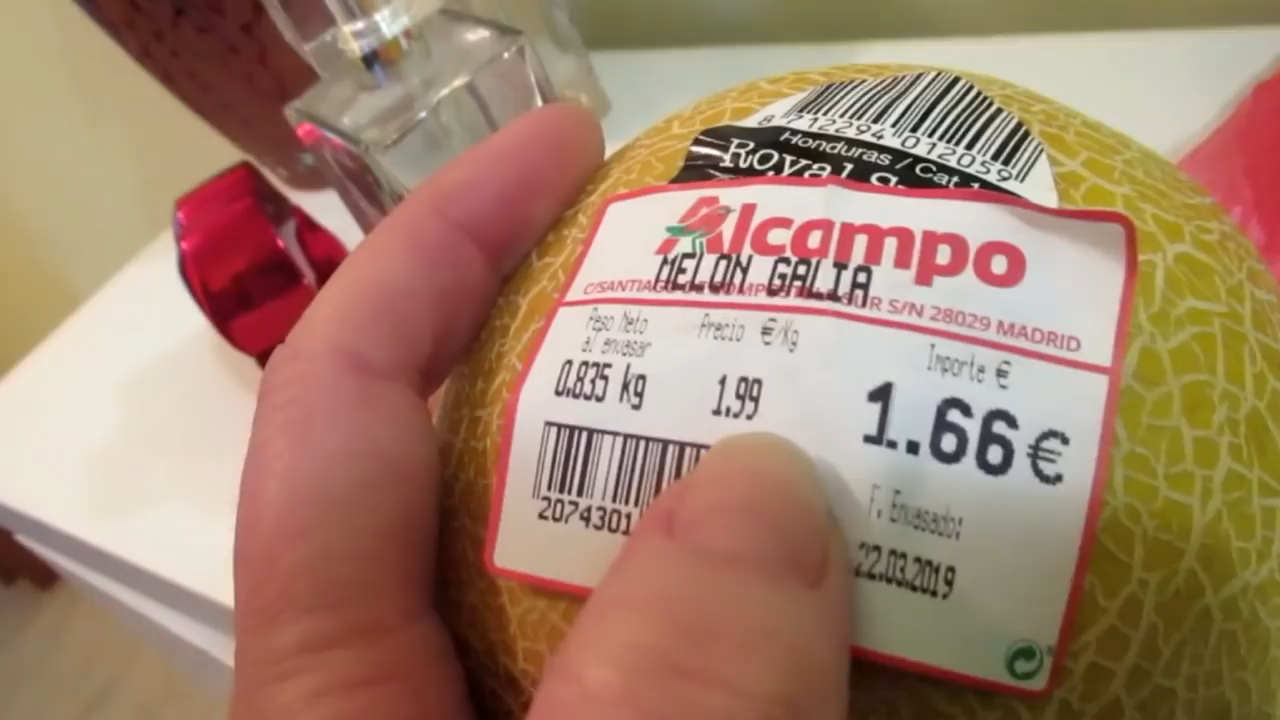 8 712294 012059
Honduras / Cat 1
Royal
Alcampo
MELON GALIA
C/SANTIAGO DE COMPOSTELA SUR S/N 28029 MADRID
Peso Neto
al envasar
Precio €/Kg
Importe €
0.835 kg
1.99
1.66€
2074301
F. Envasado:
22.03.2019